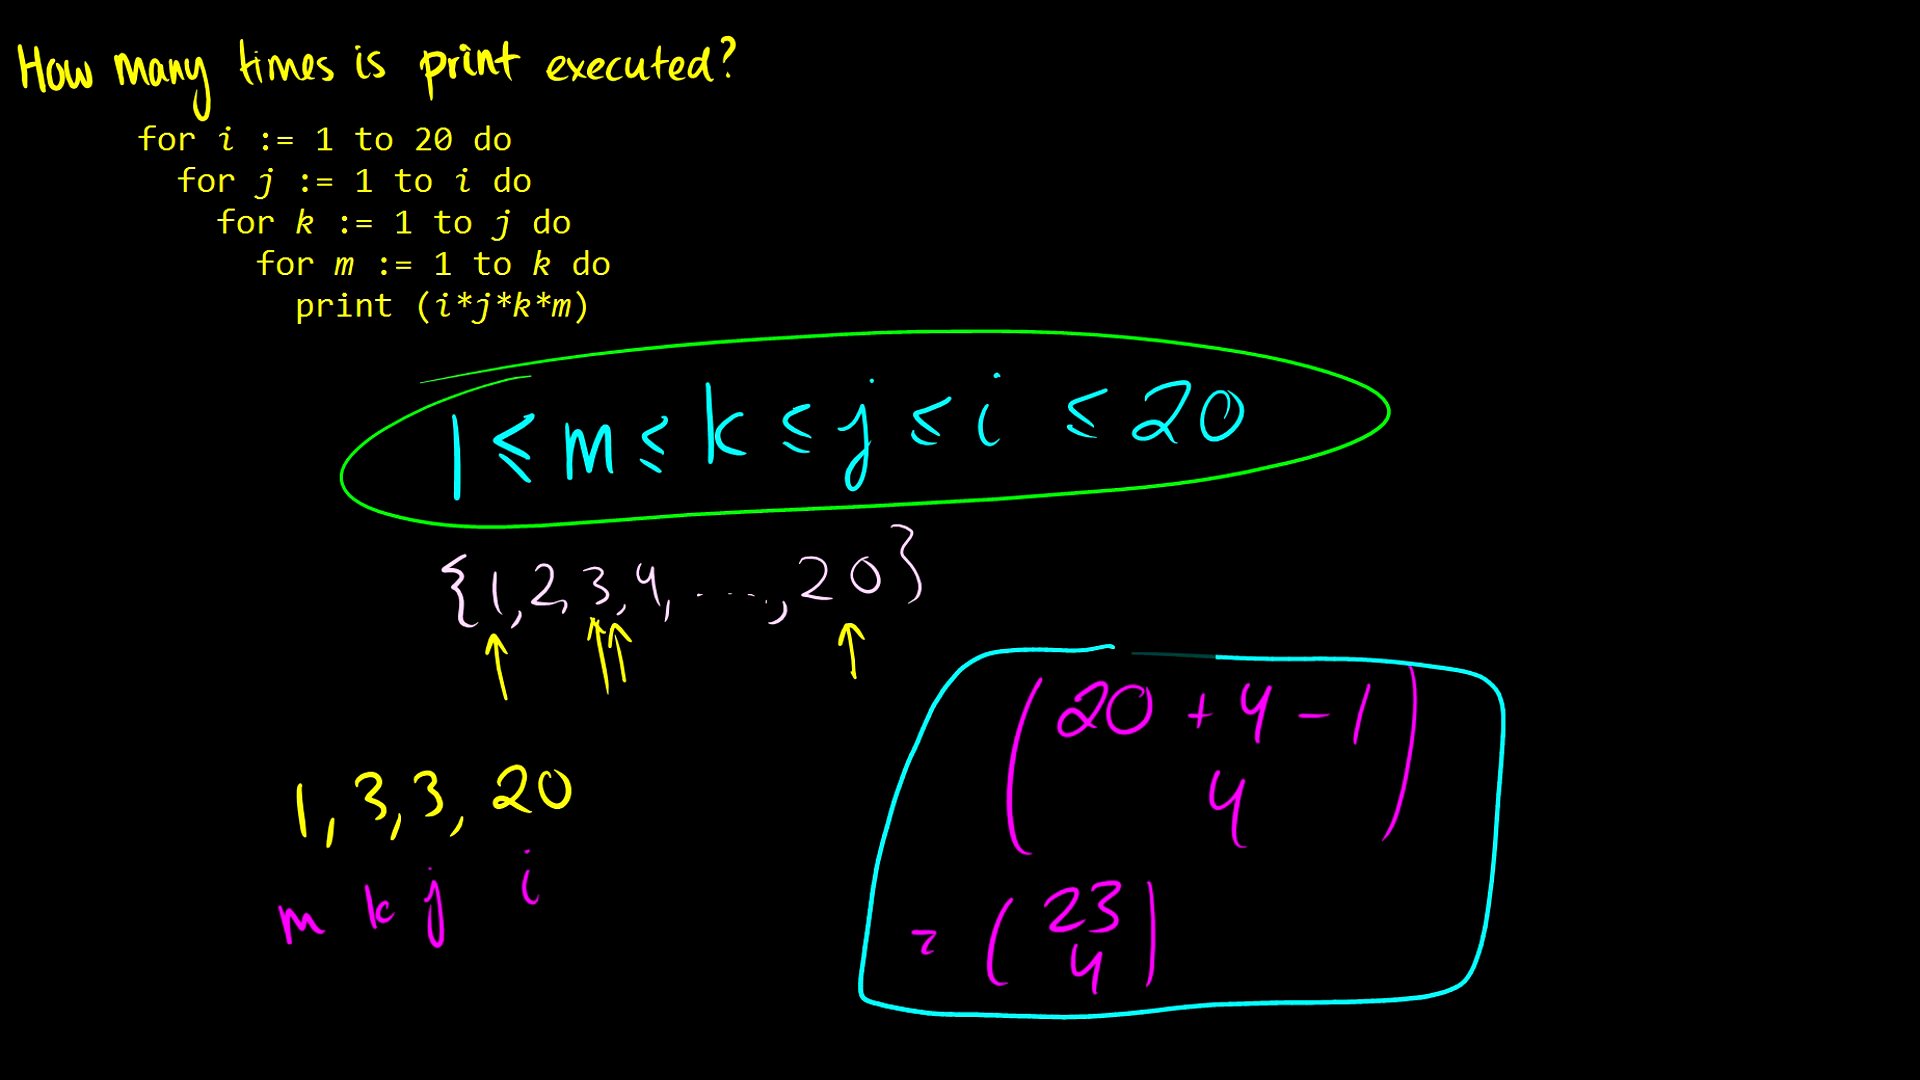 How many times is print executed?
for i := 1 to 20 do
for j := 1 to i do
for k := 1 to j do
for m := 1 to k do
print (i*j*k*m)
1 ≤ m ≤ k ≤ j ≤ i ≤ 20
{1, 2, 3, 4, ...., 20}
(20 + 4 - 1
4)
1, 3, 3, 20
m k j i
= (23
4)